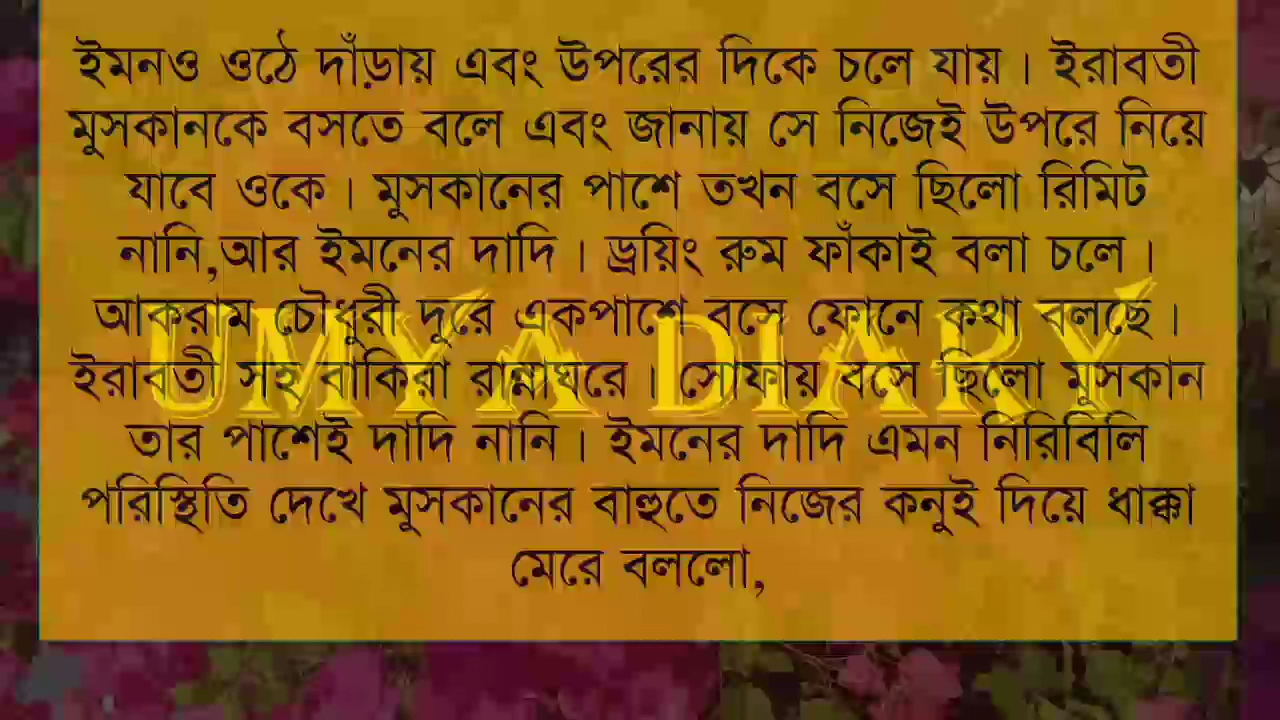 ইমনও ওঠে দাঁড়ায় এবং উপরের দিকে চলে যায়। ইরাবতী
মুসকানকে বসতে বলে এবং জানায় সে নিজেই উপরে নিয়ে
যাবে ওকে। মুসকানের পাশে তখন বসে ছিলো রিমিট
নানি,আর ইমনের দাদি। ড্রয়িং রুম ফাঁকাই বলা চলে।
আকরাম চৌধুরী দুরে একপাশে বসে ফোনে কথা বলছে।
ইরাবতী সহ বাকিরা রান্নাঘরে। সোফায় বসে ছিলো মুসকান
তার পাশেই দাদি নানি। ইমনের দাদি এমন নিরিবিলি
পরিস্থিতি দেখে মুসকানের বাহুতে নিজের কনুই দিয়ে ধাক্কা
মেরে বললো,
UMYA DIARY